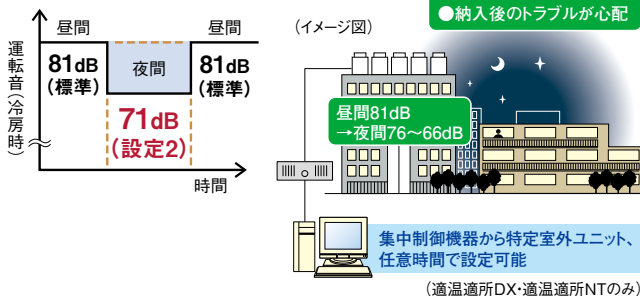 昼間
昼間
運転音(冷房時)
81dB
(標準)
夜間
81dB
(標準)
71dB
(設定2)
時間
●納入後のトラブルが心配
(イメージ図)
昼間81dB
→夜間76〜66dB
集中制御機器から特定室外ユニット、
任意時間で設定可能
(適温適所DX・適温適所NTのみ)